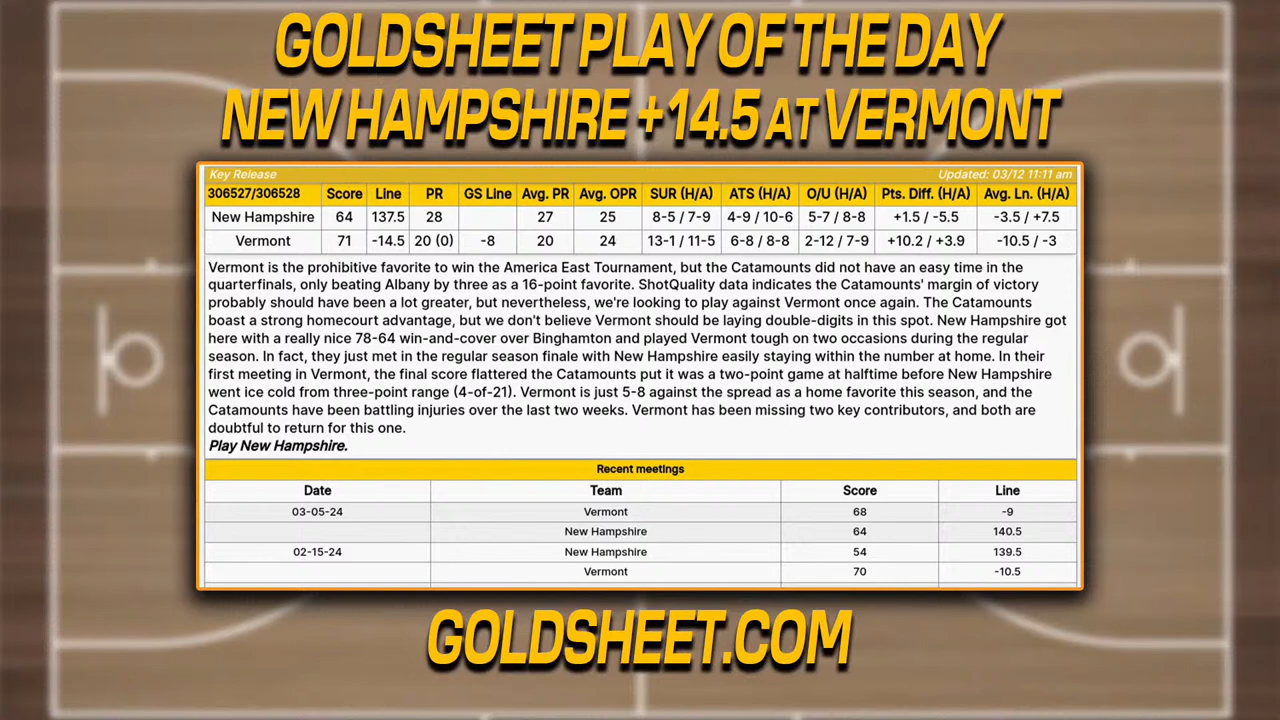 GOLDSHEET PLAY OF THE DAY
NEW HAMPSHIRE +14.5 AT VERMONT
Key Release Updated: 03/12 11:11 am
306527/306528 Score Line PR GS Line Avg. PR Avg. OPR SUR (H/A) ATS (H/A) O/U (H/A) Pts. Diff. (H/A) Avg. Ln. (H/A)
New Hampshire 64 137.5 28 27 25 8-5 / 7-9 4-9 / 10-6 5-7 / 8-8 +1.5 / -5.5 -3.5 / +7.5
Vermont 71 -14.5 20 (0) -8 20 24 13-1 / 11-5 6-8 / 8-8 2-12 / 7-9 +10.2 / +3.9 -10.5 / -3
Vermont is the prohibitive favorite to win the America East Tournament, but the Catamounts did not have an easy time in the
quarterfinals, only beating Albany by three as a 16-point favorite. ShotQuality data indicates the Catamounts' margin of victory
probably should have been a lot greater, but nevertheless, we're looking to play against Vermont once again. The Catamounts
boast a strong homecourt advantage, but we don't believe Vermont should be laying double-digits in this spot. New Hampshire got
here with a really nice 78-64 win-and-cover over Binghamton and played Vermont tough on two occasions during the regular
season. In fact, they just met in the regular season finale with New Hampshire easily staying within the number at home. In their
first meeting in Vermont, the final score flattered the Catamounts put it was a two-point game at halftime before New Hampshire
went ice cold from three-point range (4-of-21). Vermont is just 5-8 against the spread as a home favorite this season, and the
Catamounts have been battling injuries over the last two weeks. Vermont has been missing two key contributors, and both are
doubtful to return for this one.
Play New Hampshire.
Recent meetings
Date Team Score Line
03-05-24 Vermont 68 -9
New Hampshire 64 140.5
02-15-24 New Hampshire 54 139.5
Vermont 70 -10.5
GOLDSHEET.COM